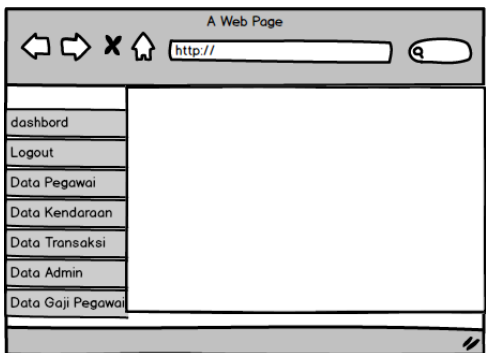 A Web Page
http://
dashbord
Logout
Data Pegawai
Data Kendaraan
Data Transaksi
Data Admin
Data Gaji Pegawai